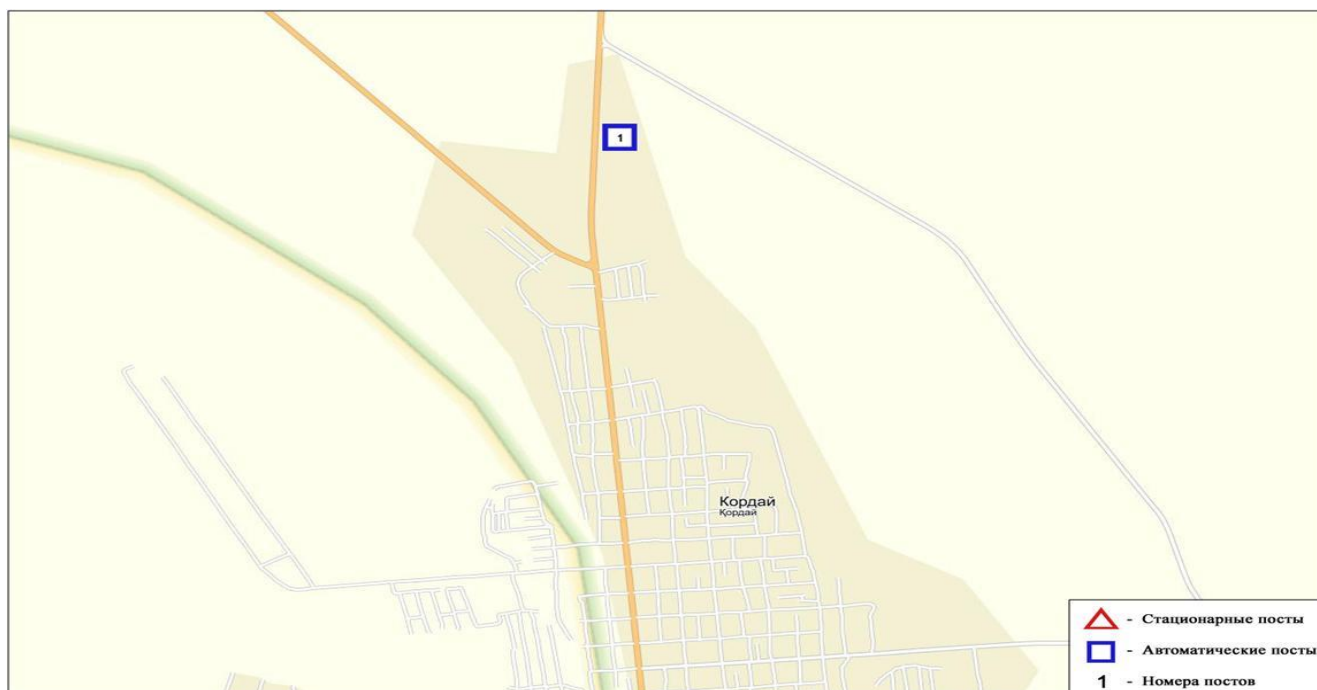 1
Кордай
Қордай
- Стационарные посты
- Автоматические посты
1 - Номера постов